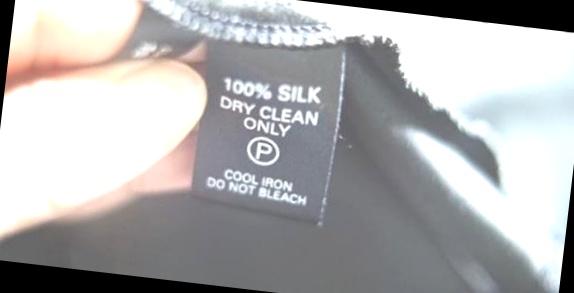 100% SILK
DRY CLEAN
ONLY
P
COOL IRON
DO NOT BLEACH